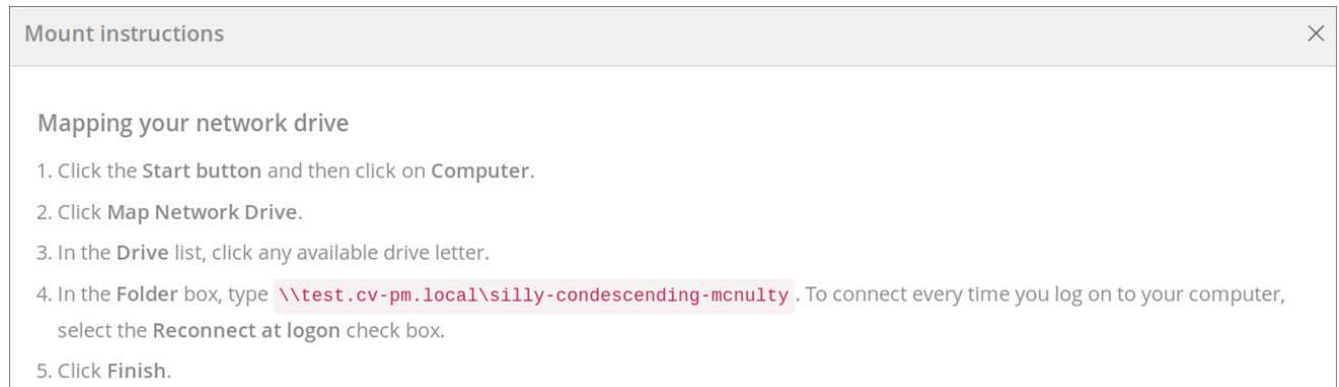 Mount instructions
Mapping your network drive
1. Click the Start button and then click on Computer.
2. Click Map Network Drive.
3. In the Drive list, click any available drive letter.
4. In the Folder box, type \\test.cv-pm.local\silly-condescending-mcnulty. To connect every time you log on to your computer,
select the Reconnect at logon check box.
5. Click Finish.